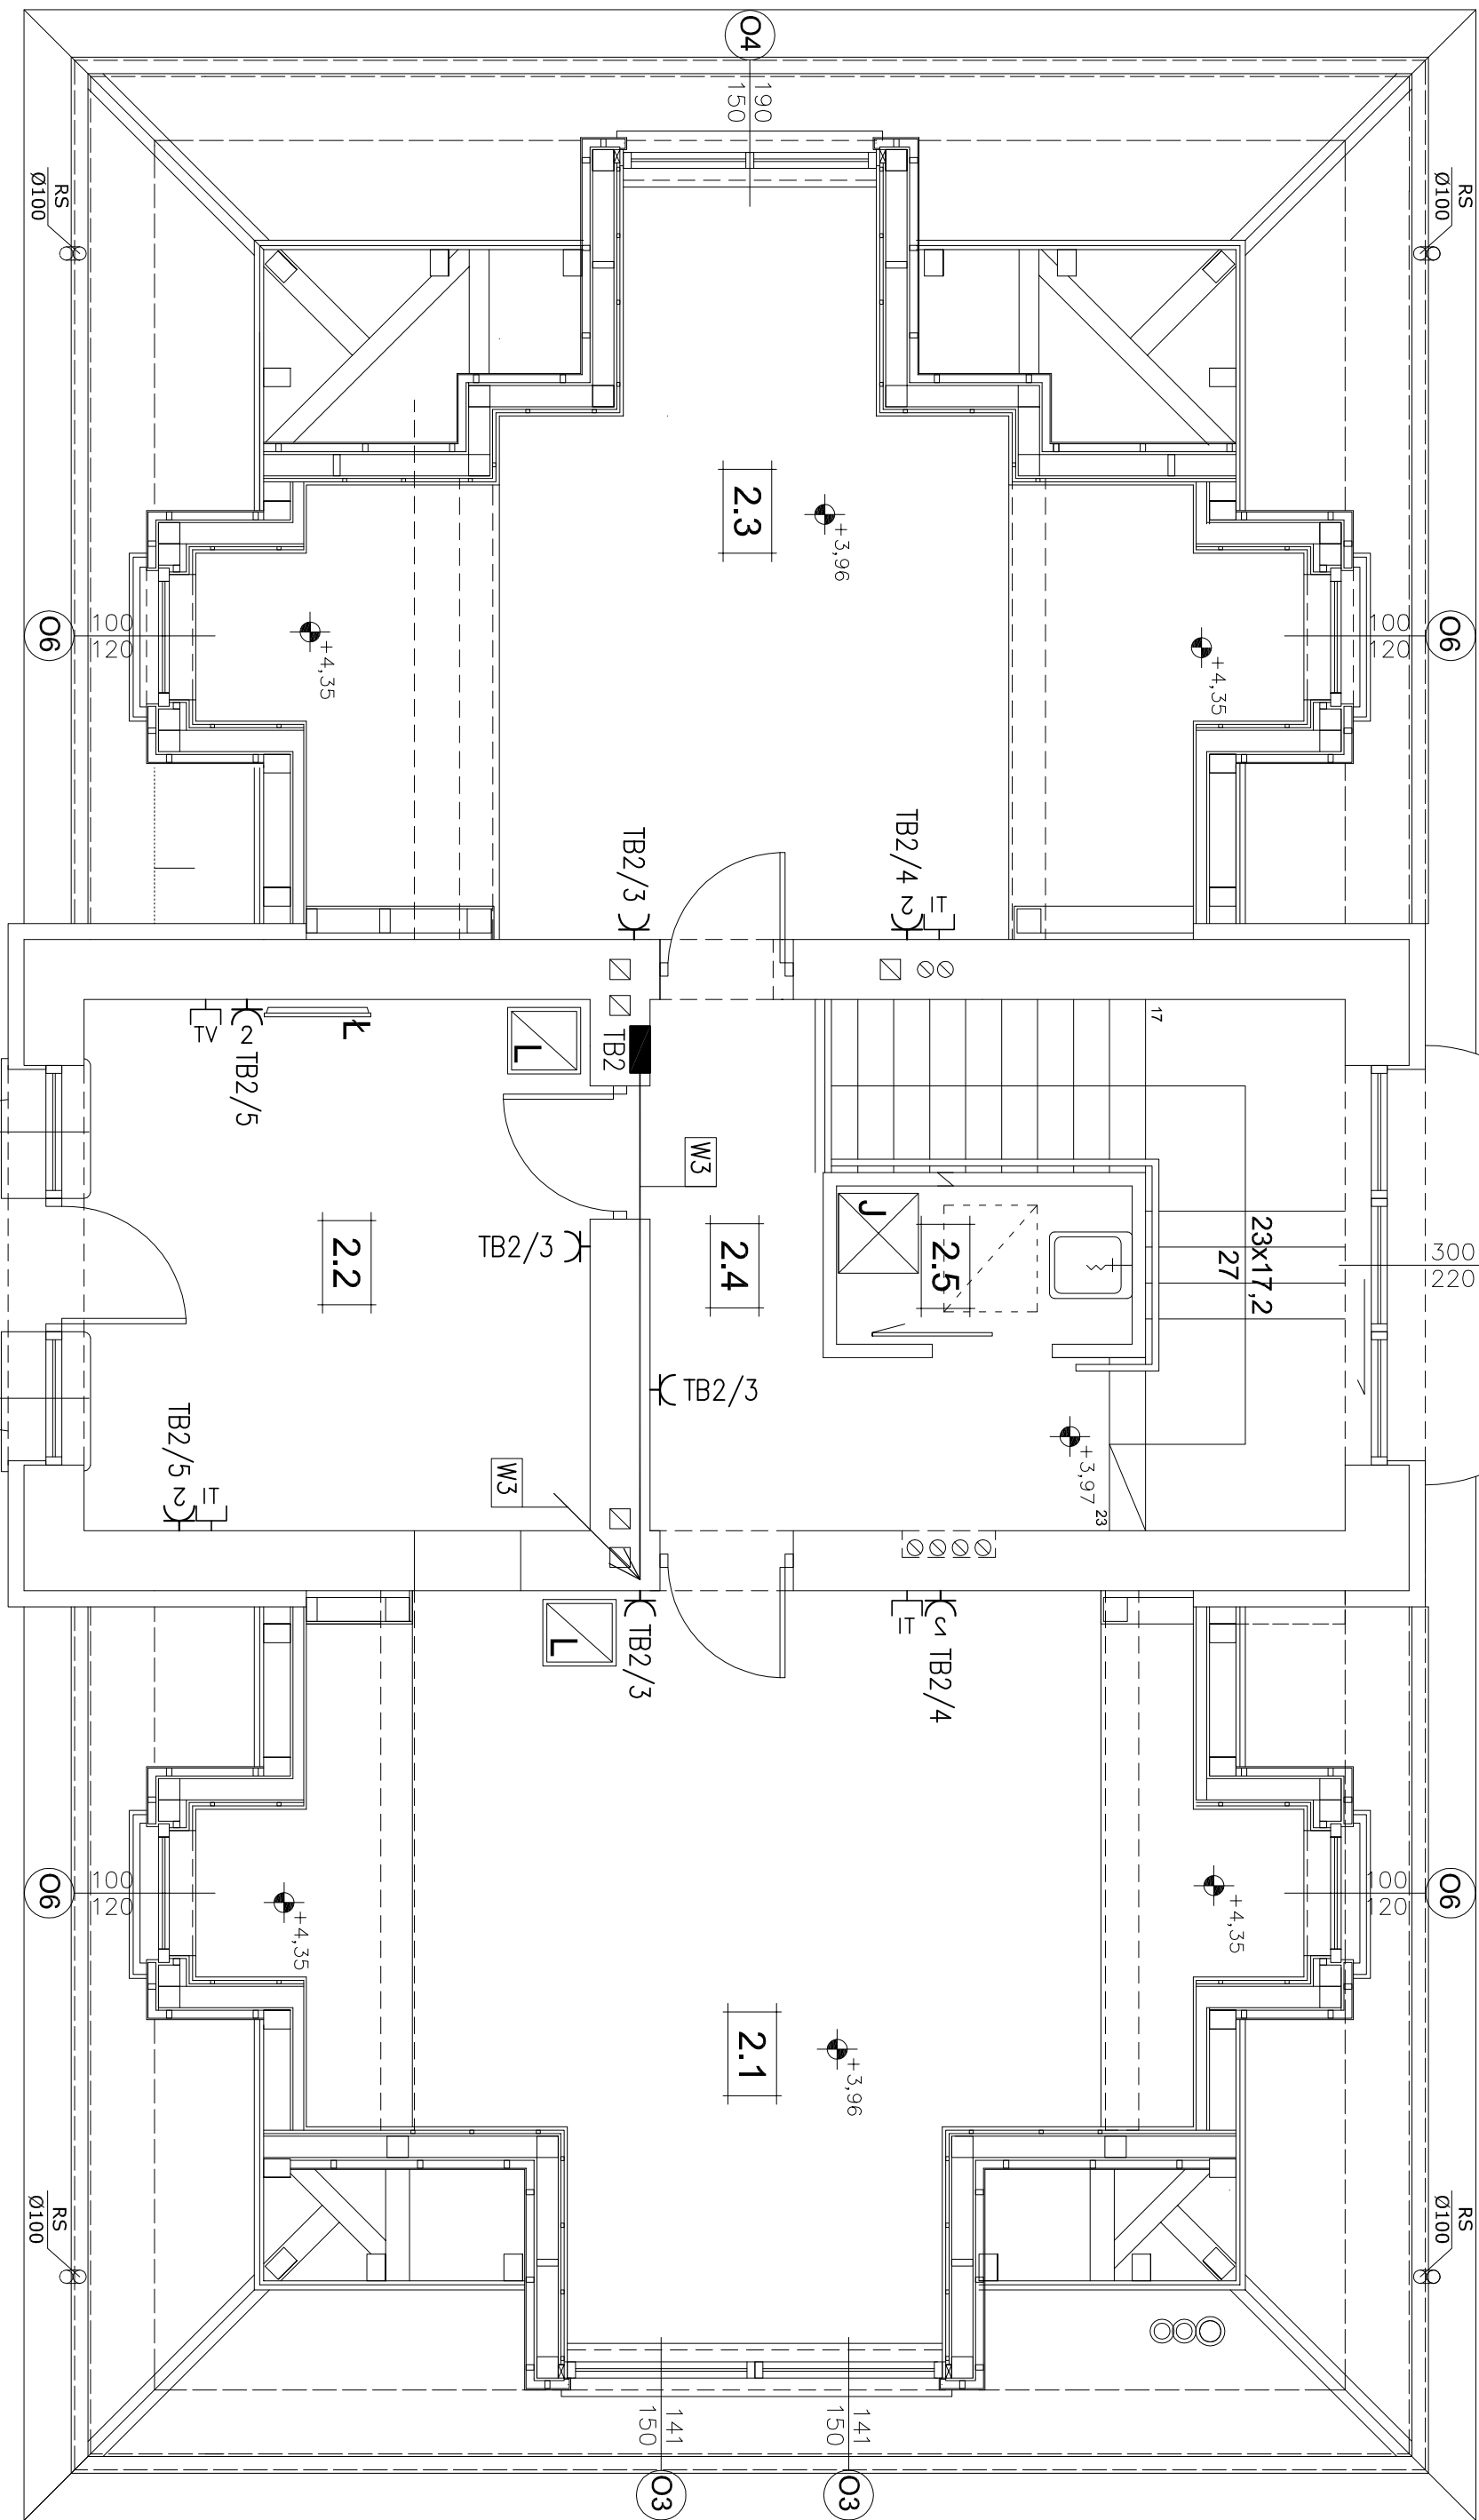 O4
190
150
RS
Ø100
RS
Ø100
2.3
+3,96
O6
100
120
+4,35
+4,35
100
120
O6
TB2/3
TB2/4
2
IT
TV
2
TB2/5
Ł
L
TB2
17
W3
J
2.5
2.2
2.4
TB2/3
23x17,2
27
300
220
TB2/3
TB2/5
2
IT
W3
+3,97
23
L
TB2/3
IT
2
TB2/4
O6
100
120
+4,35
+4,35
100
120
O6
2.1
+3,96
RS
Ø100
RS
Ø100
141
150
O3
141
150
O3